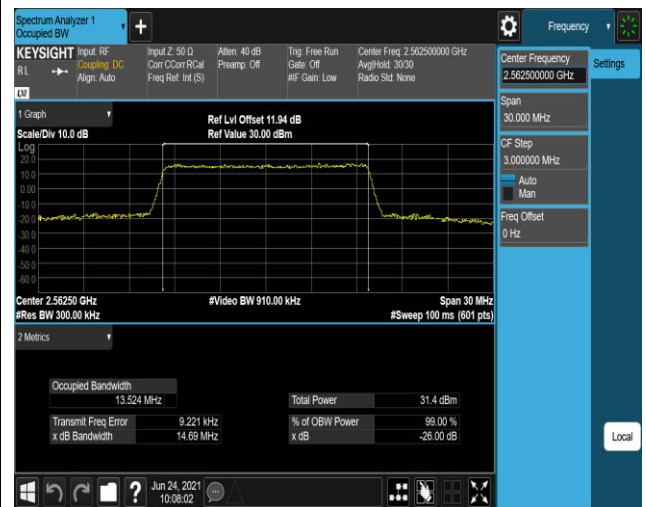 Spectrum Analyzer 1
Occupied BW
Frequency
KEYSIGHT
RL
LXI
Input: RF
Coupling: DC
Align: Auto
Input Z: 50 Ω
Corr CCorr RCal
Freq Ref: Int (S)
Atten: 40 dB
Preamp: Off
Trig: Free Run
Gate: Off
#IF Gain: Low
Center Freq: 2.562500000 GHz
Avg|Hold: 30/30
Radio Std: None
Center Frequency
2.562500000 GHz
Settings
Span
30.000 MHz
CF Step
3.000000 MHz
Auto
Man
Freq Offset
0 Hz
1 Graph
Scale/Div 10.0 dB
Ref Lvl Offset 11.94 dB
Ref Value 30.00 dBm
Log
20.0
10.0
0.00
-10.0
-20.0
-30.0
-40.0
-50.0
-60.0
Center 2.56250 GHz
#Video BW 910.00 kHz
Span 30 MHz
#Res BW 300.00 kHz
#Sweep 100 ms (601 pts)
2 Metrics
Occupied Bandwidth
13.524 MHz
Total Power 31.4 dBm
Transmit Freq Error 9.221 kHz
% of OBW Power 99.00 %
x dB Bandwidth 14.69 MHz
x dB -26.00 dB
Local
Jun 24, 2021
10:08:02